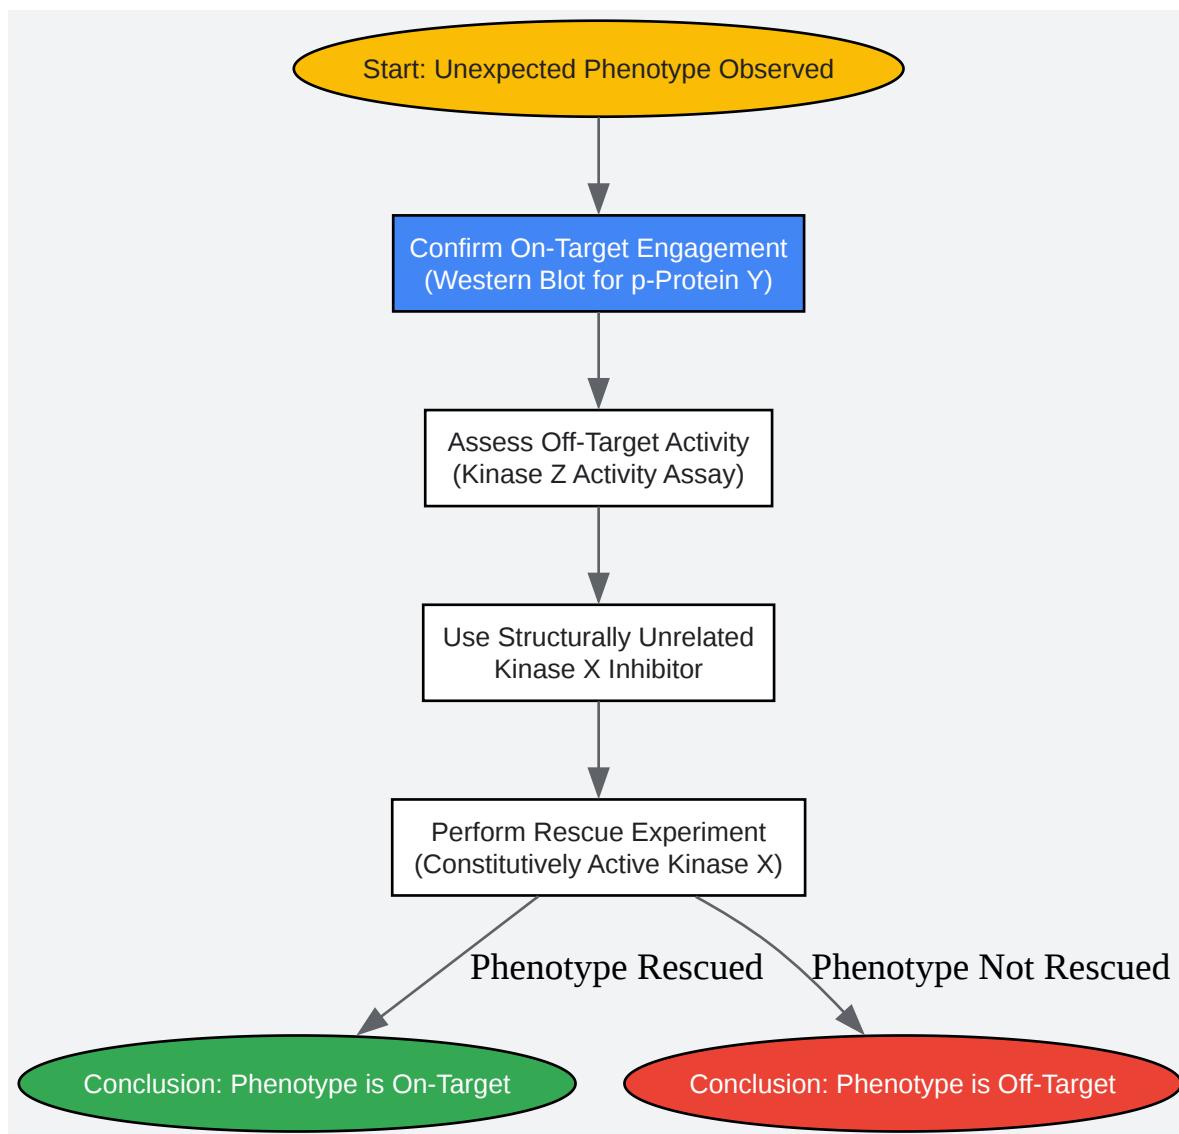 Start: Unexpected Phenotype Observed
Confirm On-Target Engagement
(Western Blot for p-Protein Y)
Assess Off-Target Activity
(Kinase Z Activity Assay)
Use Structurally Unrelated
Kinase X Inhibitor
Perform Rescue Experiment
(Constitutively Active Kinase X)
Phenotype Rescued
Phenotype Not Rescued
Conclusion: Phenotype is On-Target
Conclusion: Phenotype is Off-Target